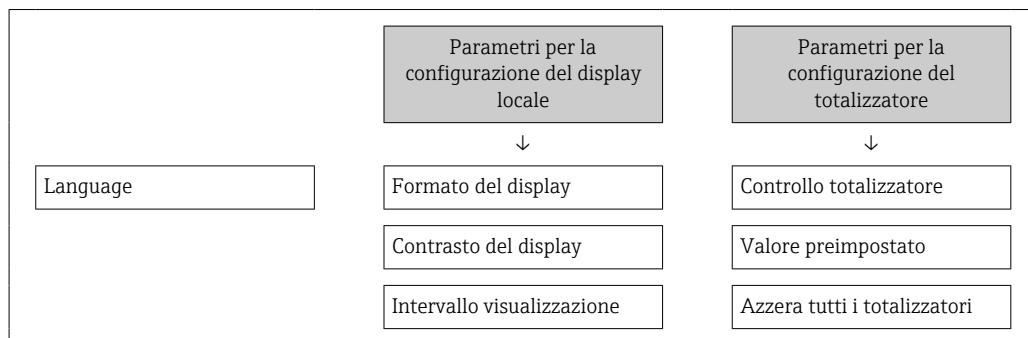 Parametri per la
configurazione del display
locale
Parametri per la
configurazione del
totalizzatore
↓
↓
Language
Formato del display
Controllo totalizzatore
Contrasto del display
Valore preimpostato
Intervallo visualizzazione
Azzera tutti i totalizzatori